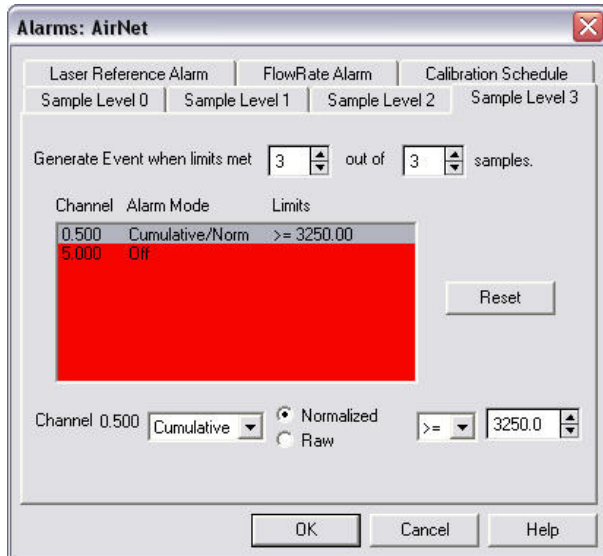 Alarms: AirNet
Laser Reference Alarm FlowRate Alarm Calibration Schedule
Sample Level 0 Sample Level 1 Sample Level 2 Sample Level 3
Generate Event when limits met 3 out of 3 samples.
Channel Alarm Mode Limits
0.500 Cumulative/Norm >= 3250.00
5.000 Off
Reset
Channel 0.500 Cumulative Normalized >= 3250.0
Raw
OK Cancel Help